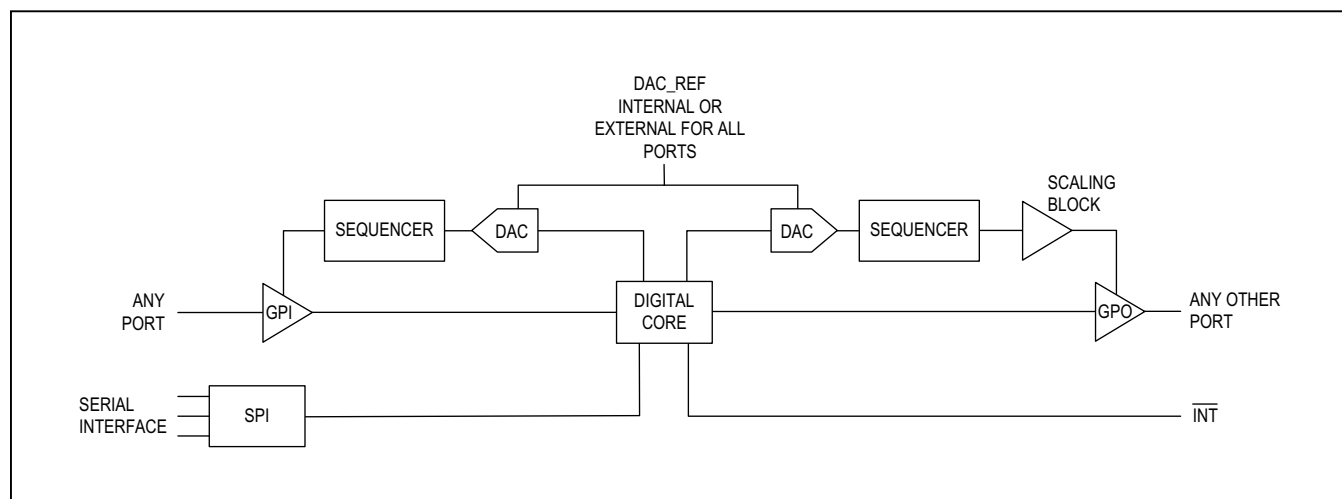 DAC_REF
INTERNAL OR
EXTERNAL FOR ALL
PORTS
SCALING
BLOCK
SEQUENCER
DAC
DAC
SEQUENCER
ANY
PORT
GPI
DIGITAL
CORE
GPO
ANY OTHER
PORT
SERIAL
INTERFACE
SPI
INT